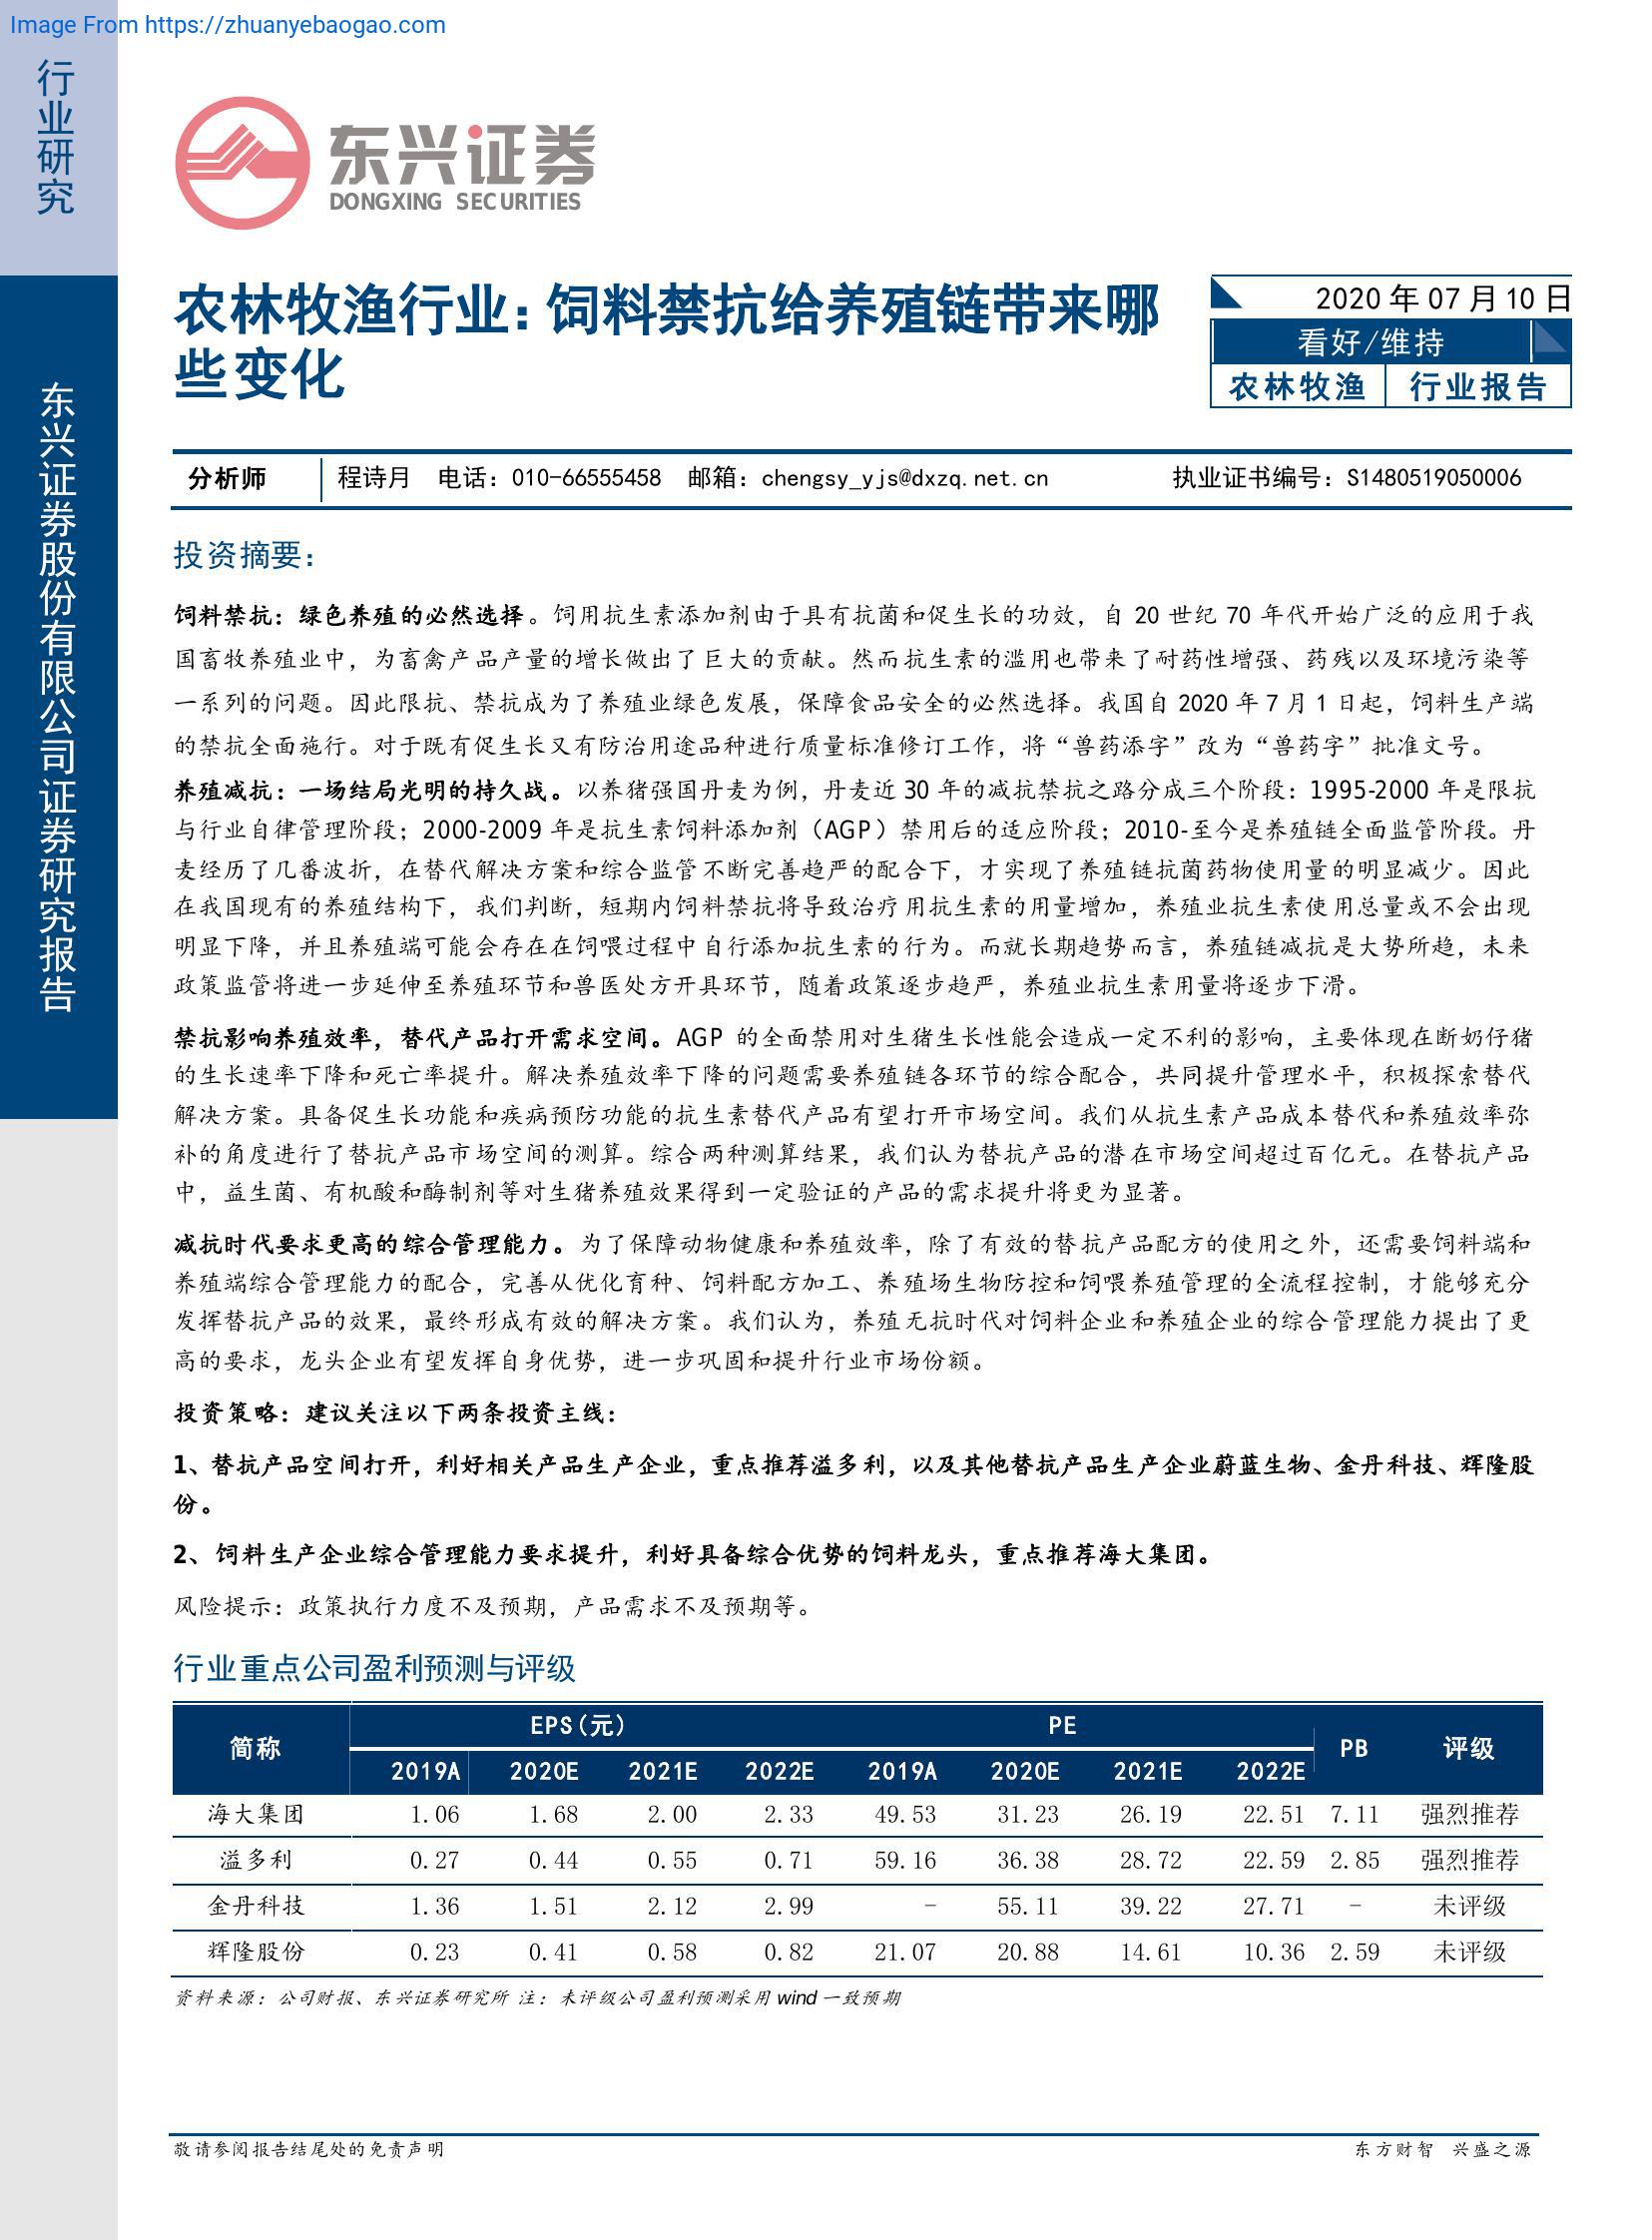 Image From https://zhuanyebaogao.com
行业研究
东兴证券股份有限公司证券研究报告
东兴证券
DONGXING SECURITIES
农林牧渔行业：饲料禁抗给养殖链带来哪
些变化
2020 年 07 月 10 日
看好/维持
农林牧渔 行业报告
分析师 程诗月 电话：010-66555458 邮箱：chengsy_yjs@dxzq.net.cn 执业证书编号：S1480519050006
投资摘要：
饲料禁抗：绿色养殖的必然选择。饲用抗生素添加剂由于具有抗菌和促生长的功效，自 20 世纪 70 年代开始广泛的应用于我
国畜牧养殖业中，为畜禽产品产量的增长做出了巨大的贡献。然而抗生素的滥用也带来了耐药性增强、药残以及环境污染等
一系列的问题。因此限抗、禁抗成为了养殖业绿色发展，保障食品安全的必然选择。我国自 2020 年 7 月 1 日起，饲料生产端
的禁抗全面施行。对于既有促生长又有防治用途品种进行质量标准修订工作，将“兽药添字”改为“兽药字”批准文号。
养殖减抗：一场结局光明的持久战。以养猪强国丹麦为例，丹麦近 30 年的减抗禁抗之路分成三个阶段：1995-2000 年是限抗
与行业自律管理阶段；2000-2009 年是抗生素饲料添加剂（AGP）禁用后的适应阶段；2010-至今是养殖链全面监管阶段。丹
麦经历了几番波折，在替代解决方案和综合监管不断完善趋严的配合下，才实现了养殖链抗菌药物使用量的明显减少。因此
在我国现有的养殖结构下，我们判断，短期内饲料禁抗将导致治疗用抗生素的用量增加，养殖业抗生素使用总量或不会出现
明显下降，并且养殖端可能会存在在饲喂过程中自行添加抗生素的行为。而就长期趋势而言，养殖链减抗是大势所趋，未来
政策监管将进一步延伸至养殖环节和兽医处方开具环节，随着政策逐步趋严，养殖业抗生素用量将逐步下滑。
禁抗影响养殖效率，替代产品打开需求空间。AGP 的全面禁用对生猪生长性能会造成一定不利的影响，主要体现在断奶仔猪
的生长速率下降和死亡率提升。解决养殖效率下降的问题需要养殖链各环节的综合配合，共同提升管理水平，积极探索替代
解决方案。具备促生长功能和疾病预防功能的抗生素替代产品有望打开市场空间。我们从抗生素产品成本替代和养殖效率弥
补的角度进行了替抗产品市场空间的测算。综合两种测算结果，我们认为替抗产品的潜在市场空间超过百亿元。在替抗产品
中，益生菌、有机酸和酶制剂等对生猪养殖效果得到一定验证的产品的需求提升将更为显著。
减抗时代要求更高的综合管理能力。为了保障动物健康和养殖效率，除了有效的替抗产品配方的使用之外，还需要饲料端和
养殖端综合管理能力的配合，完善从优化育种、饲料配方加工、养殖场生物防控和饲喂养殖管理的全流程控制，才能够充分
发挥替抗产品的效果，最终形成有效的解决方案。我们认为，养殖无抗时代对饲料企业和养殖企业的综合管理能力提出了更
高的要求，龙头企业有望发挥自身优势，进一步巩固和提升行业市场份额。
投资策略：建议关注以下两条投资主线：
1、替抗产品空间打开，利好相关产品生产企业，重点推荐溢多利，以及其他替抗产品生产企业蔚蓝生物、金丹科技、辉隆股
份。
2、饲料生产企业综合管理能力要求提升，利好具备综合优势的饲料龙头，重点推荐海大集团。
风险提示：政策执行力度不及预期，产品需求不及预期等。
行业重点公司盈利预测与评级
简称 EPS(元) PE PB 评级
2019A 2020E 2021E 2022E 2019A 2020E 2021E 2022E
海大集团 1.06 1.68 2.00 2.33 49.53 31.23 26.19 22.51 7.11 强烈推荐
溢多利 0.27 0.44 0.55 0.71 59.16 36.38 28.72 22.59 2.85 强烈推荐
金丹科技 1.36 1.51 2.12 2.99 - 55.11 39.22 27.71 - 未评级
辉隆股份 0.23 0.41 0.58 0.82 21.07 20.88 14.61 10.36 2.59 未评级
资料来源：公司财报、东兴证券研究所 注：未评级公司盈利预测采用 wind 一致预期
敬请参阅报告结尾处的免责声明 东方财智 兴盛之源